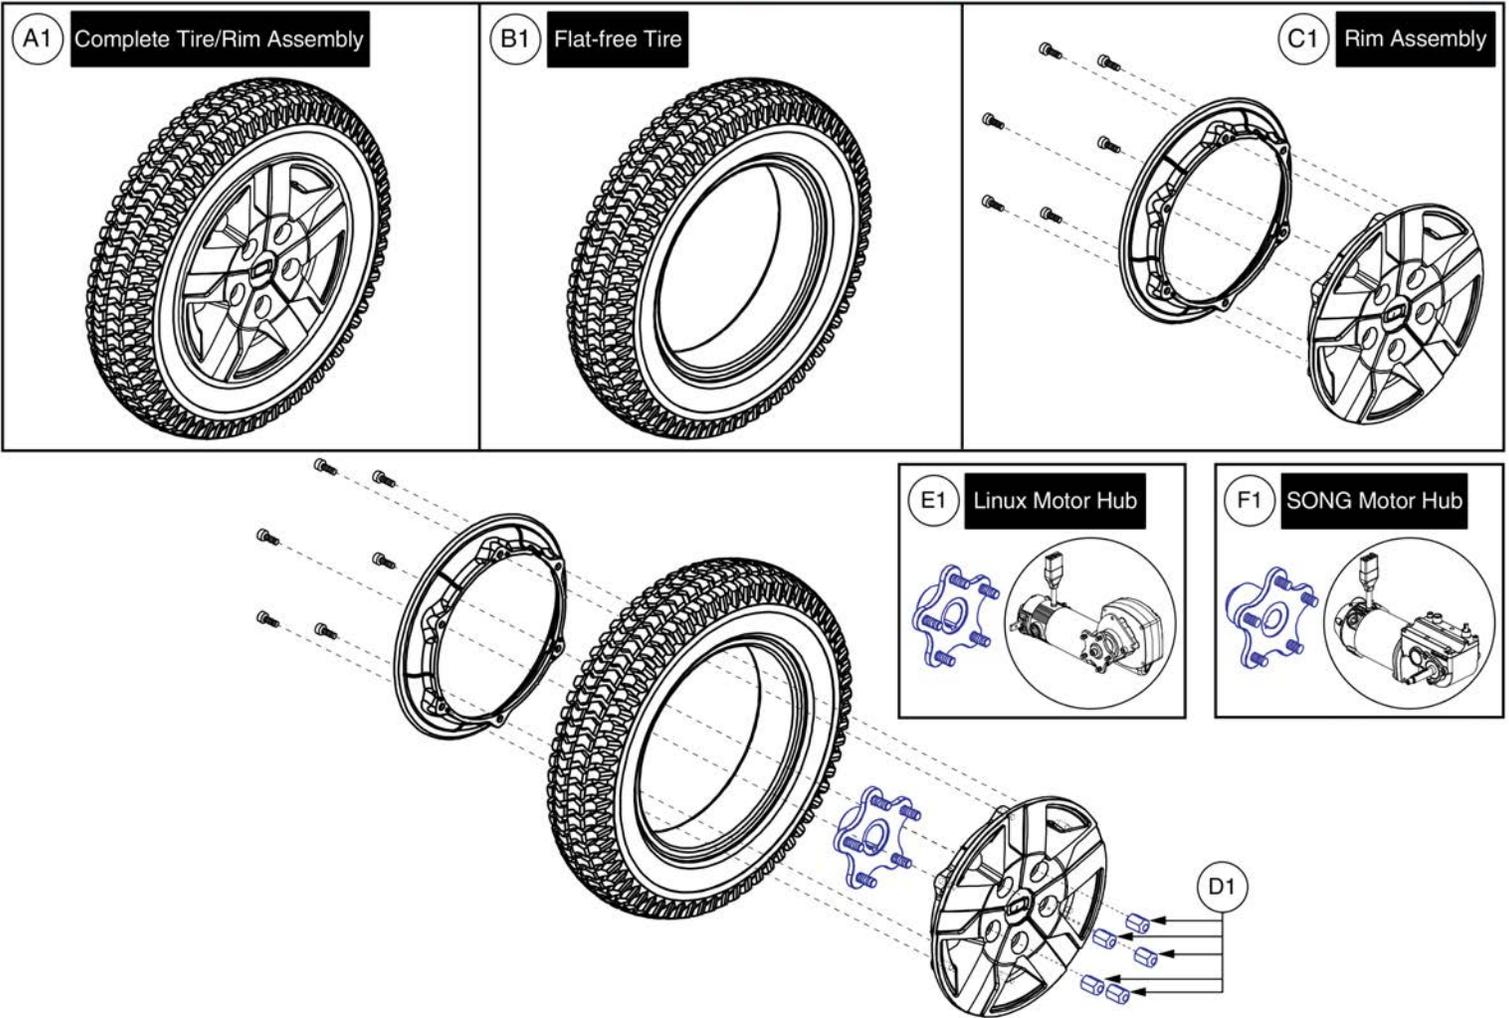 A1 Complete Tire/Rim Assembly
B1 Flat-free Tire
C1 Rim Assembly
E1 Linux Motor Hub
F1 SONG Motor Hub
D1